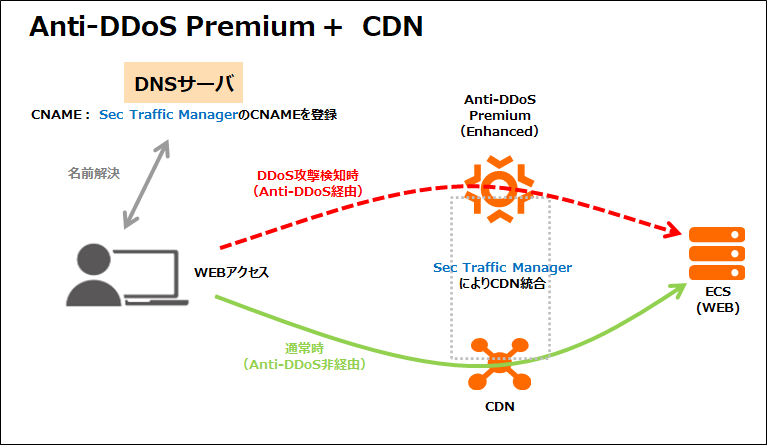 Anti-DDoS Premium + CDN
DNSサーバ
CNAME： Sec Traffic ManagerのCNAMEを登録
Anti-DDoS
Premium
（Enhanced）
名前解決
DDoS攻撃検知時
（Anti-DDoS経由）
WEBアクセス
Sec Traffic Manager
によりCDN統合
ECS
(WEB)
通常時
（Anti-DDoS非経由）
CDN